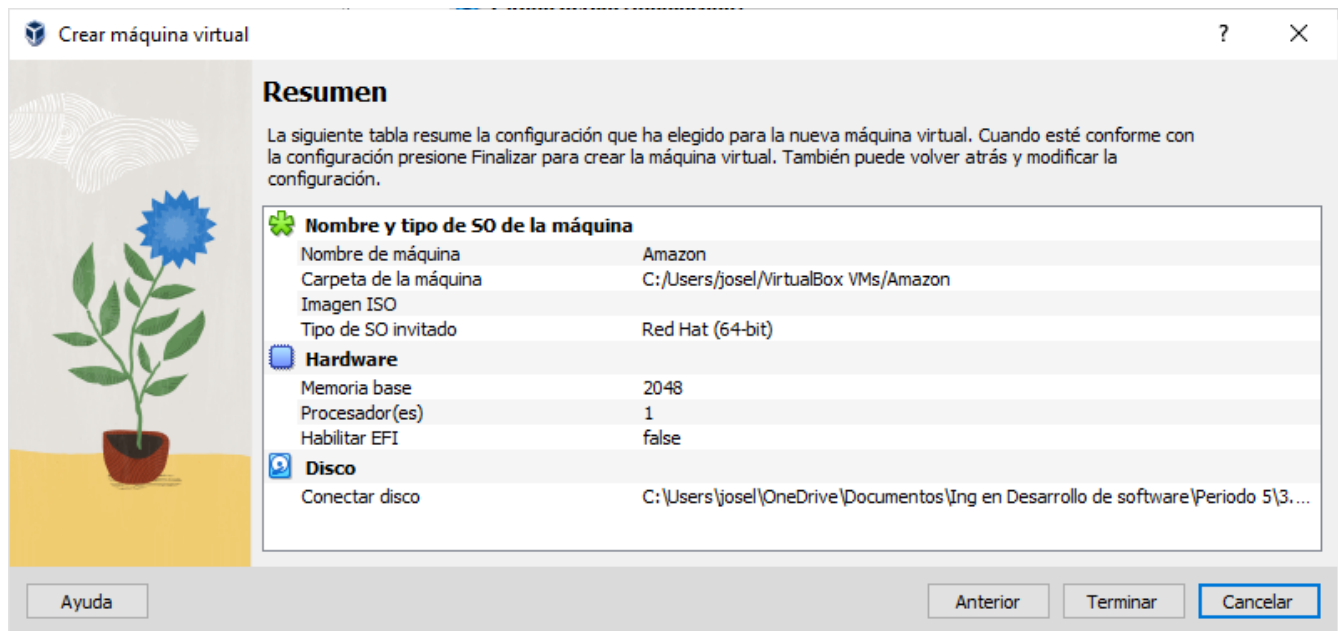 Crear máquina virtual
?
Resumen
La siguiente tabla resume la configuración que ha elegido para la nueva máquina virtual. Cuando esté conforme con
la configuración presione Finalizar para crear la máquina virtual. También puede volver atrás y modificar la
configuración.
Nombre y tipo de SO de la máquina
Nombre de máquina Amazon
Carpeta de la máquina C:/Users/josel/VirtualBox VMs/Amazon
Imagen ISO
Tipo de SO invitado Red Hat (64-bit)
Hardware
Memoria base 2048
Procesador(es) 1
Habilitar EFI false
Disco
Conectar disco C:\Users\josel\OneDrive\Documentos\Ing en Desarrollo de software\Periodo 5\3....
Ayuda Anterior Terminar Cancelar